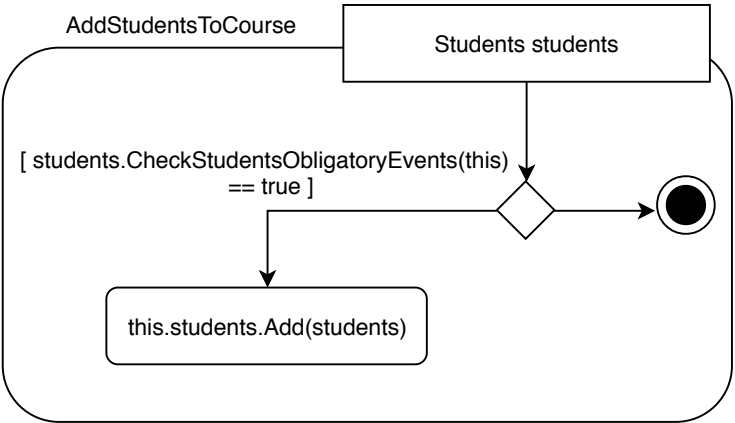 AddStudentsToCourse
Students students
[ students.CheckStudentsObligatoryEvents(this)
== true ]
this.students.Add(students)